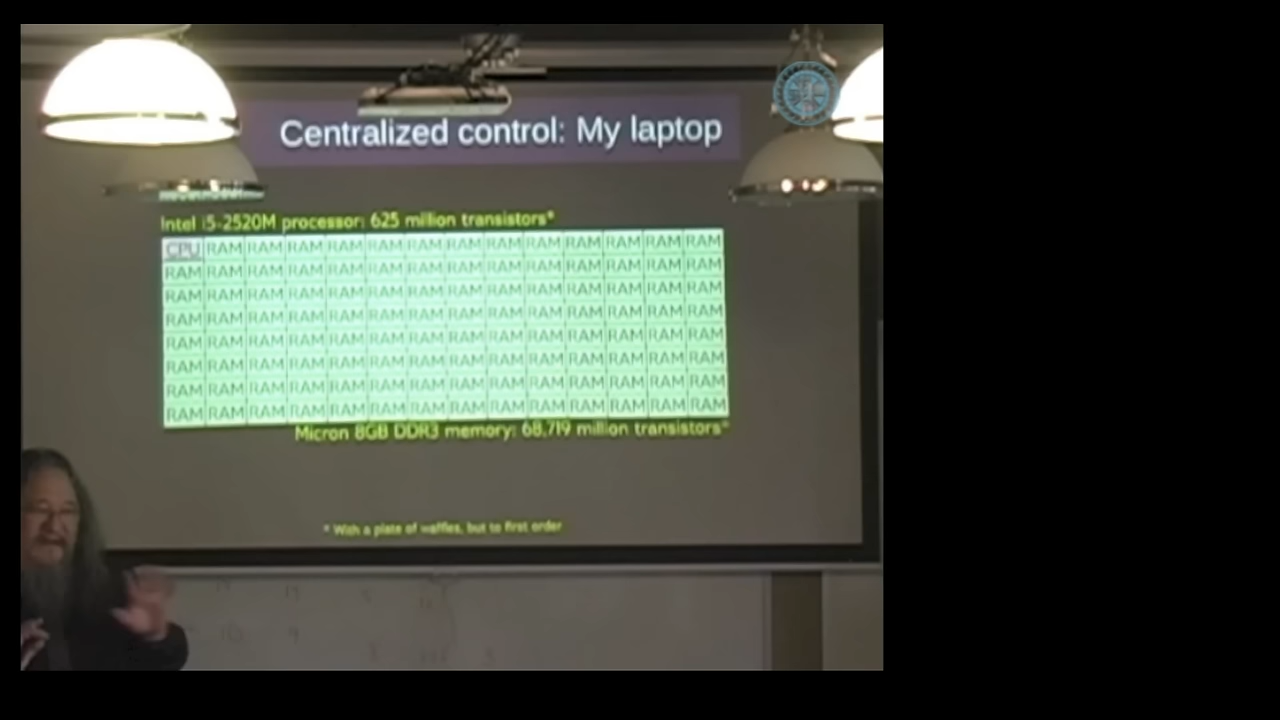 Centralized control: My laptop
Intel i5-2520M processor: 625 million transistors*
CPU RAM RAM RAM RAM RAM RAM RAM RAM RAM RAM RAM RAM RAM
RAM RAM RAM RAM RAM RAM RAM RAM RAM RAM RAM RAM RAM RAM
RAM RAM RAM RAM RAM RAM RAM RAM RAM RAM RAM RAM RAM RAM
RAM RAM RAM RAM RAM RAM RAM RAM RAM RAM RAM RAM RAM RAM
RAM RAM RAM RAM RAM RAM RAM RAM RAM RAM RAM RAM RAM RAM
RAM RAM RAM RAM RAM RAM RAM RAM RAM RAM RAM RAM RAM RAM
RAM RAM RAM RAM RAM RAM RAM RAM RAM RAM RAM RAM RAM RAM
RAM RAM RAM RAM RAM RAM RAM RAM RAM RAM RAM RAM RAM RAM
Micron 8GB DDR3 memory: 68,719 million transistors*
* With a plate of waffles, but to first order